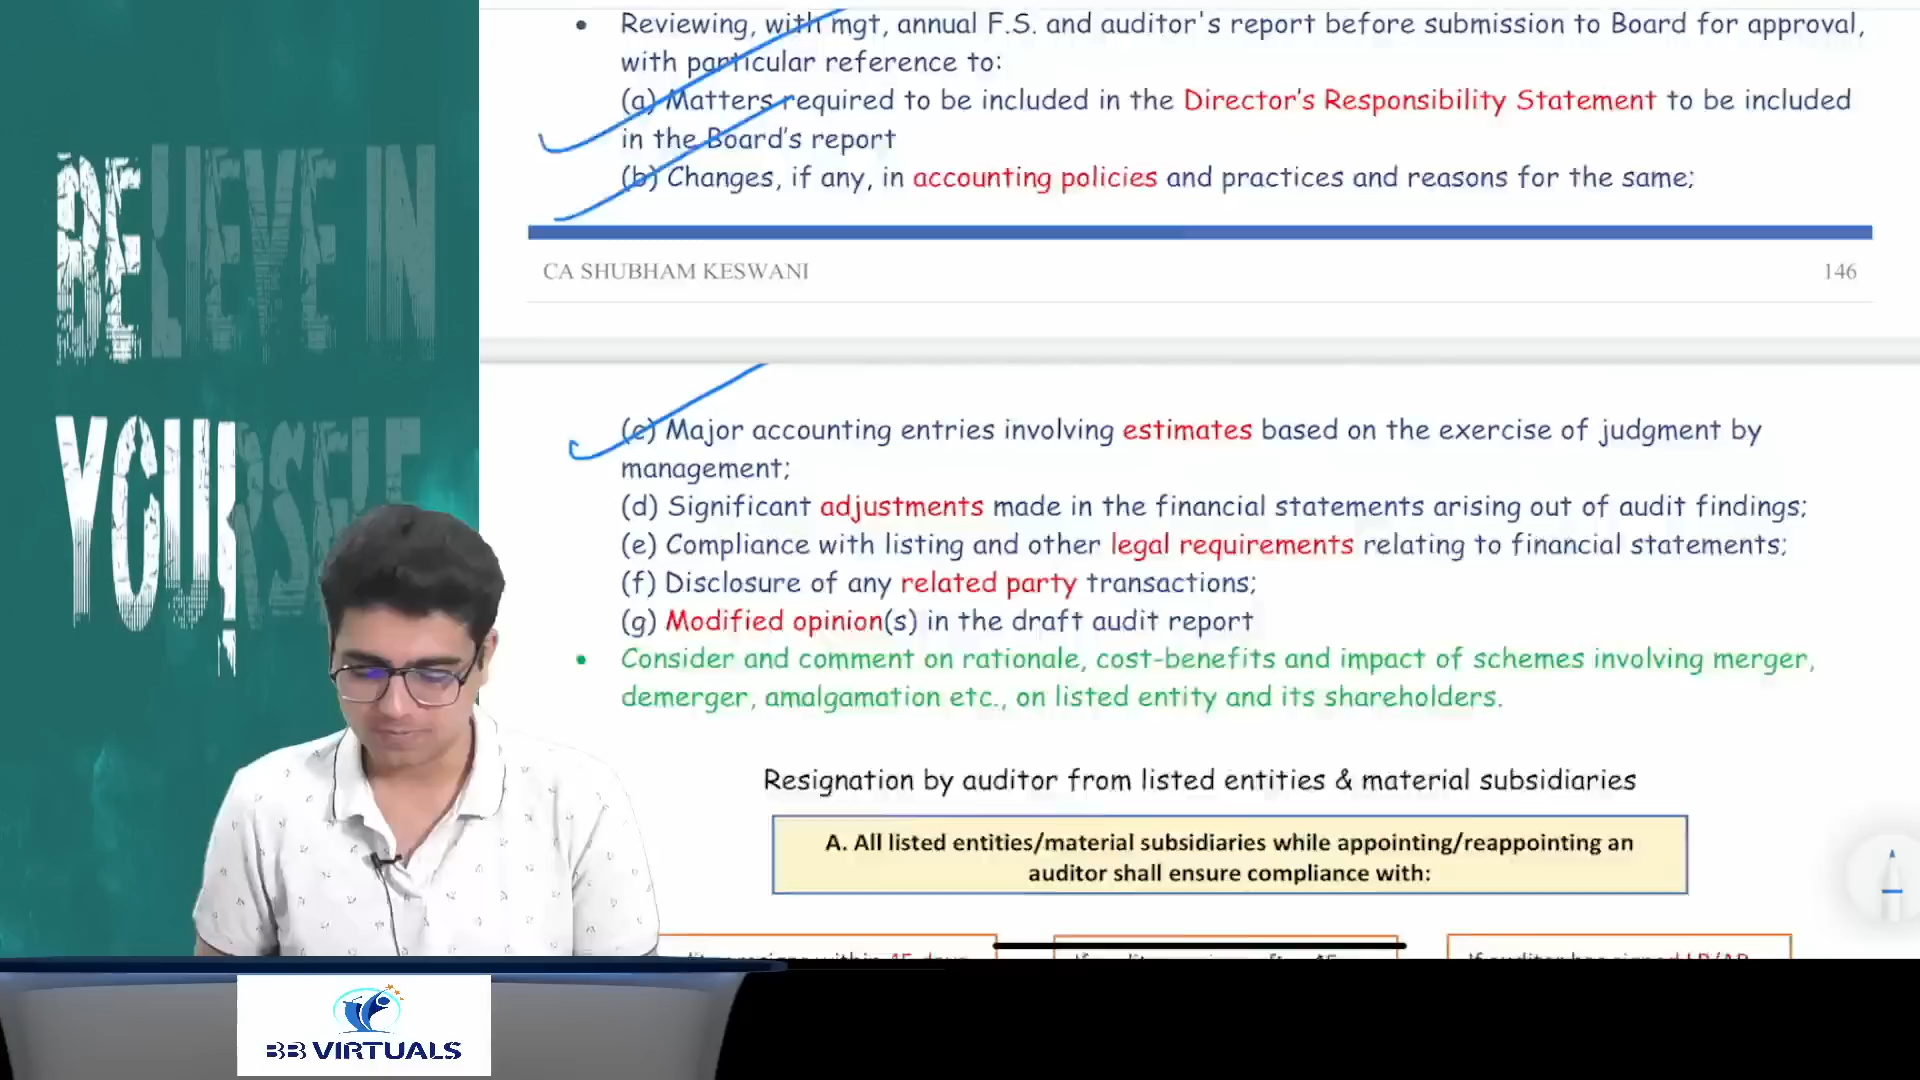 • Reviewing, with mgt, annual F.S. and auditor's report before submission to Board for approval,
with particular reference to:
(a) Matters required to be included in the Director's Responsibility Statement to be included
in the Board's report
(b) Changes, if any, in accounting policies and practices and reasons for the same;
CA SHUBHAM KESWANI
146
(c) Major accounting entries involving estimates based on the exercise of judgment by
management;
(d) Significant adjustments made in the financial statements arising out of audit findings;
(e) Compliance with listing and other legal requirements relating to financial statements;
(f) Disclosure of any related party transactions;
(g) Modified opinion(s) in the draft audit report
• Consider and comment on rationale, cost-benefits and impact of schemes involving merger,
demerger, amalgamation etc., on listed entity and its shareholders.
Resignation by auditor from listed entities & material subsidiaries
A. All listed entities/material subsidiaries while appointing/reappointing an
auditor shall ensure compliance with:
BELIEVE IN
YOURSELF
BB VIRTUALS